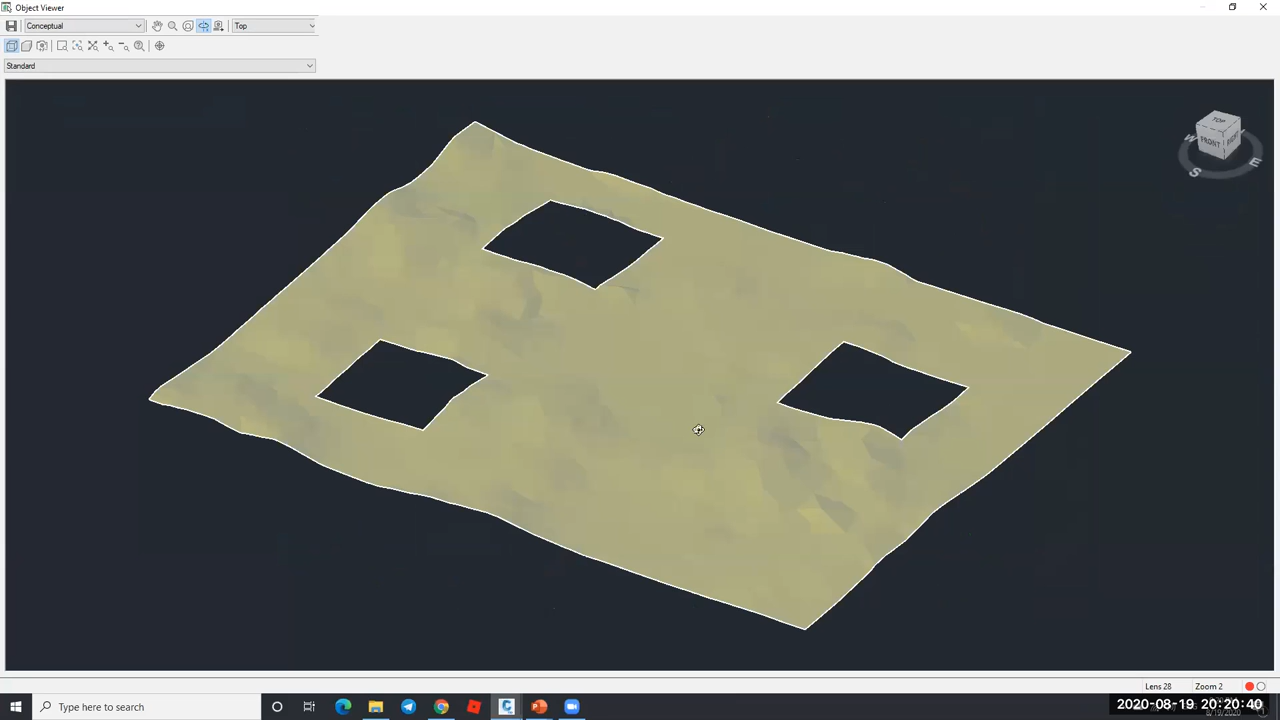 Object Viewer
Conceptual
Top
Standard
TOP
FRONT
RIGHT
W
S
E
Lens 28
Zoom 2
Type here to search
2020-08-19 20:20:40